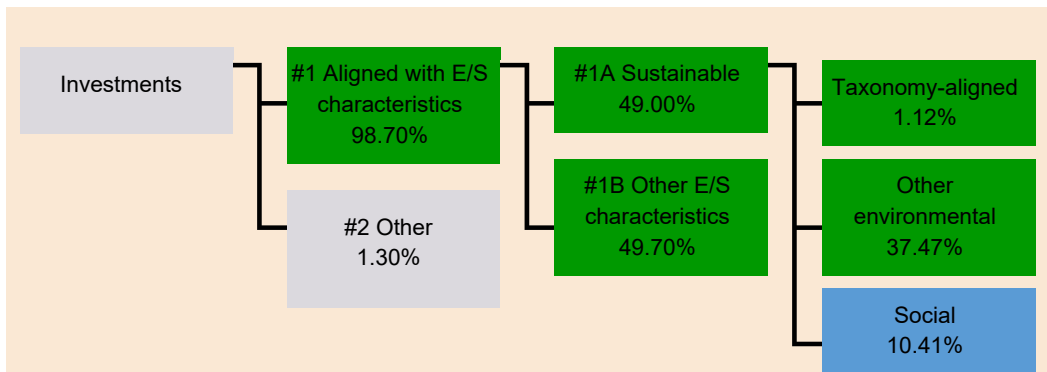 Investments
#1 Aligned with E/S
characteristics
98.70%
#2 Other
1.30%
#1A Sustainable
49.00%
#1B Other E/S
characteristics
49.70%
Taxonomy-aligned
1.12%
Other
environmental
37.47%
Social
10.41%